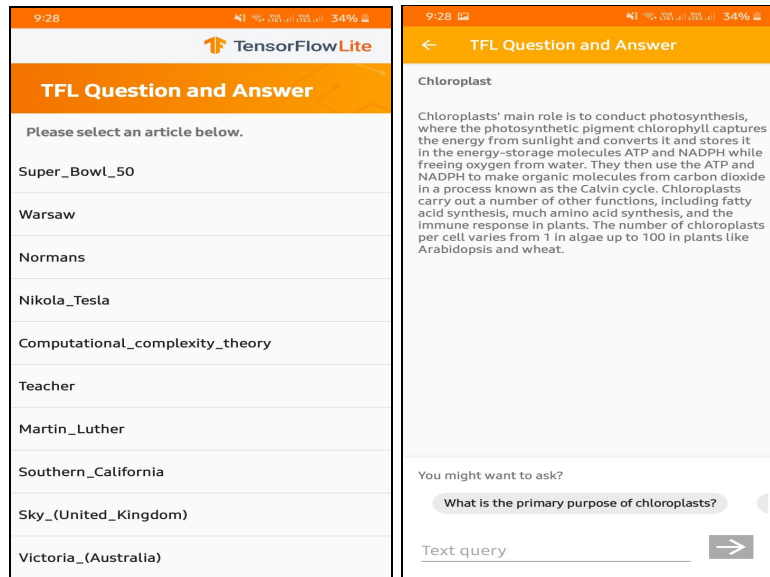 9:28
34%
TensorFlowLite
TFL Question and Answer
Please select an article below.
Super_Bowl_50
Warsaw
Normans
Nikola_Tesla
Computational_complexity_theory
Teacher
Martin_Luther
Southern_California
Sky_(United_Kingdom)
Victoria_(Australia)
9:28
34%
TFL Question and Answer
Chloroplast
Chloroplasts' main role is to conduct photosynthesis,
where the photosynthetic pigment chlorophyll captures
the energy from sunlight and converts it and stores it
in the energy-storage molecules ATP and NADPH while
freeing oxygen from water. They then use the ATP and
NADPH to make organic molecules from carbon dioxide
in a process known as the Calvin cycle. Chloroplasts
carry out a number of other functions, including fatty
acid synthesis, much amino acid synthesis, and the
immune response in plants. The number of chloroplasts
per cell varies from 1 in algae up to 100 in plants like
Arabidopsis and wheat.
You might want to ask?
What is the primary purpose of chloroplasts?
Text query